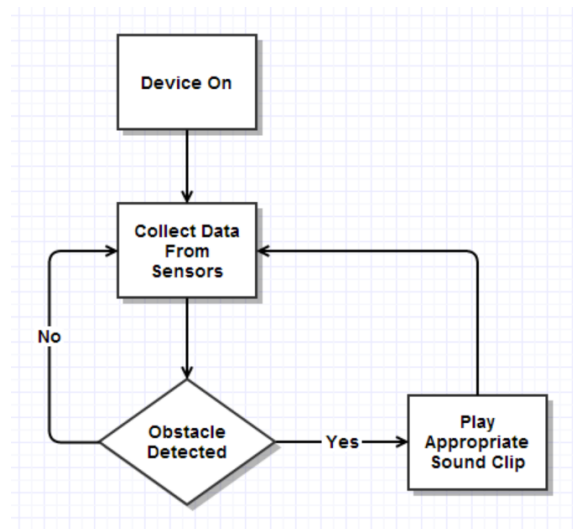 Device On
Collect Data
From
Sensors
No
Obstacle
Detected
Yes
Play
Appropriate
Sound Clip